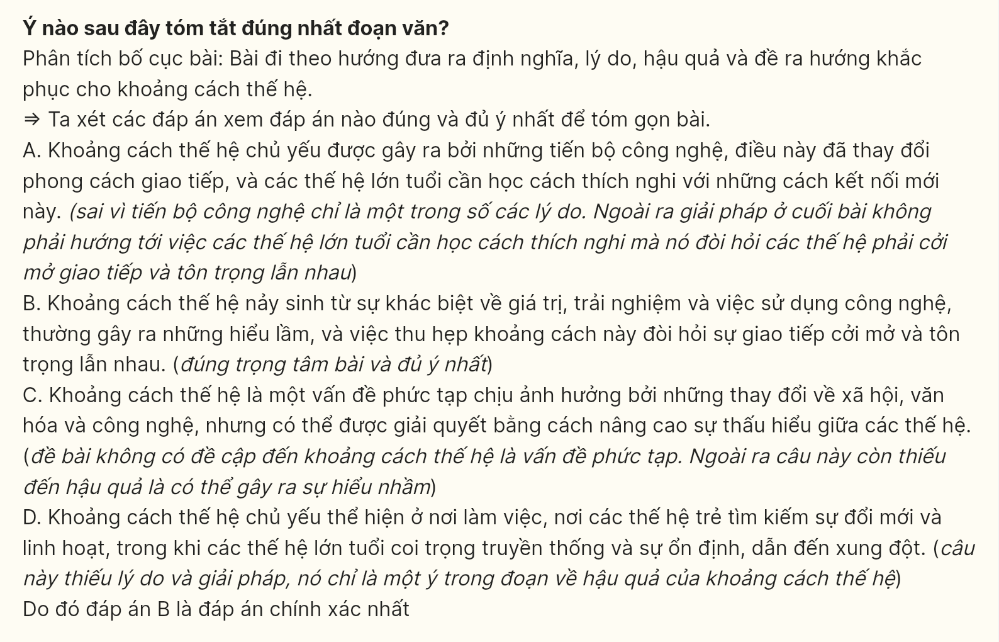 Ý nào sau đây tóm tắt đúng nhất đoạn văn?
Phân tích bố cục bài: Bài đi theo hướng đưa ra định nghĩa, lý do, hậu quả và đề ra hướng khắc
phục cho khoảng cách thế hệ.
⇒ Ta xét các đáp án xem đáp án nào đúng và đủ ý nhất để tóm gọn bài.
A. Khoảng cách thế hệ chủ yếu được gây ra bởi những tiến bộ công nghệ, điều này đã thay đổi
phong cách giao tiếp, và các thế hệ lớn tuổi cần học cách thích nghi với những cách kết nối mới
này. (sai vì tiến bộ công nghệ chỉ là một trong số các lý do. Ngoài ra giải pháp ở cuối bài không
phải hướng tới việc các thế hệ lớn tuổi cần học cách thích nghi mà nó đòi hỏi các thế hệ phải cởi
mở giao tiếp và tôn trọng lẫn nhau)
B. Khoảng cách thế hệ nảy sinh từ sự khác biệt về giá trị, trải nghiệm và việc sử dụng công nghệ,
thường gây ra những hiểu lầm, và việc thu hẹp khoảng cách này đòi hỏi sự giao tiếp cởi mở và tôn
trọng lẫn nhau. (đúng trọng tâm bài và đủ ý nhất)
C. Khoảng cách thế hệ là một vấn đề phức tạp chịu ảnh hưởng bởi những thay đổi về xã hội, văn
hóa và công nghệ, nhưng có thể được giải quyết bằng cách nâng cao sự thấu hiểu giữa các thế hệ.
(đề bài không có đề cập đến khoảng cách thế hệ là vấn đề phức tạp. Ngoài ra câu này còn thiếu
đến hậu quả là có thể gây ra sự hiểu nhầm)
D. Khoảng cách thế hệ chủ yếu thể hiện ở nơi làm việc, nơi các thế hệ trẻ tìm kiếm sự đổi mới và
linh hoạt, trong khi các thế hệ lớn tuổi coi trọng truyền thống và sự ổn định, dẫn đến xung đột. (câu
này thiếu lý do và giải pháp, nó chỉ là một ý trong đoạn về hậu quả của khoảng cách thế hệ)
Do đó đáp án B là đáp án chính xác nhất